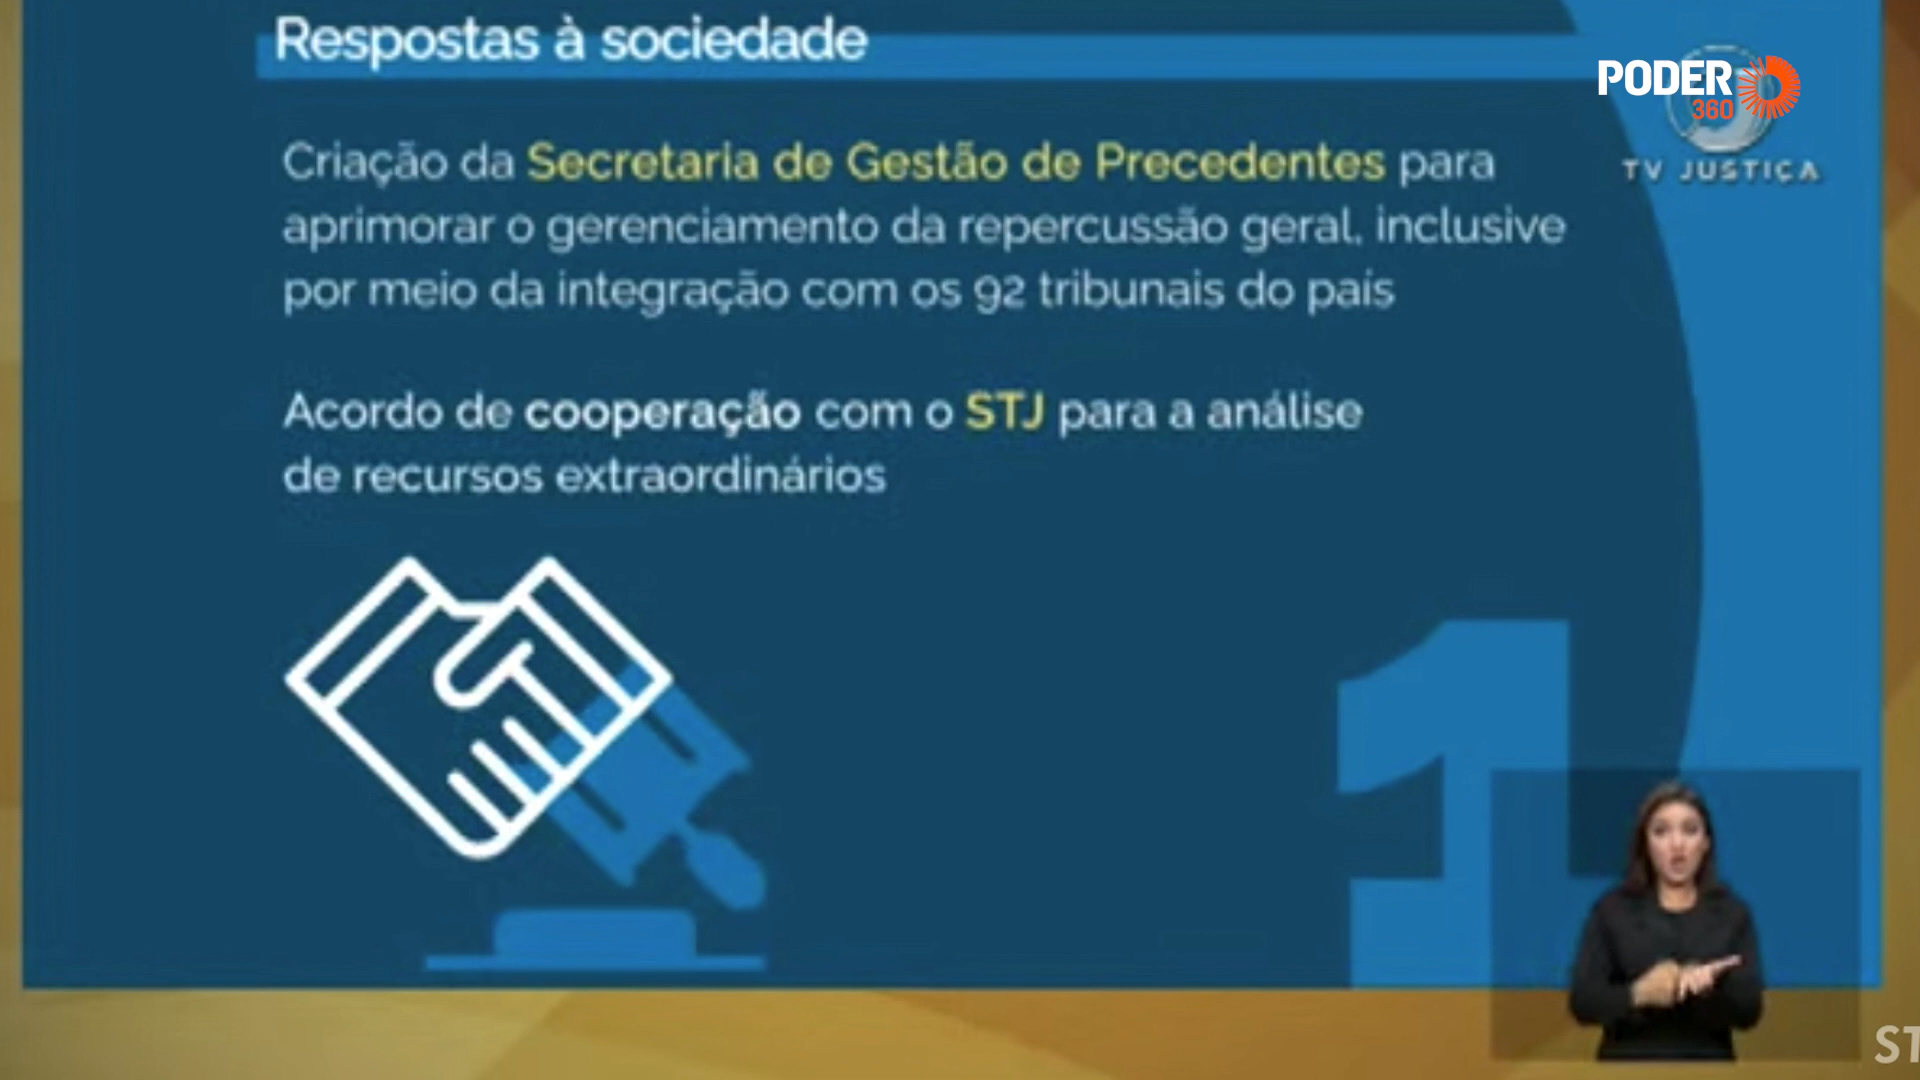 Respostas à sociedade
PODER
360
TV JUSTIÇA
Criação da Secretaria de Gestão de Precedentes para
aprimorar o gerenciamento da repercussão geral, inclusive
por meio da integração com os 92 tribunais do país
Acordo de cooperação com o STJ para a análise
de recursos extraordinários
1
ST